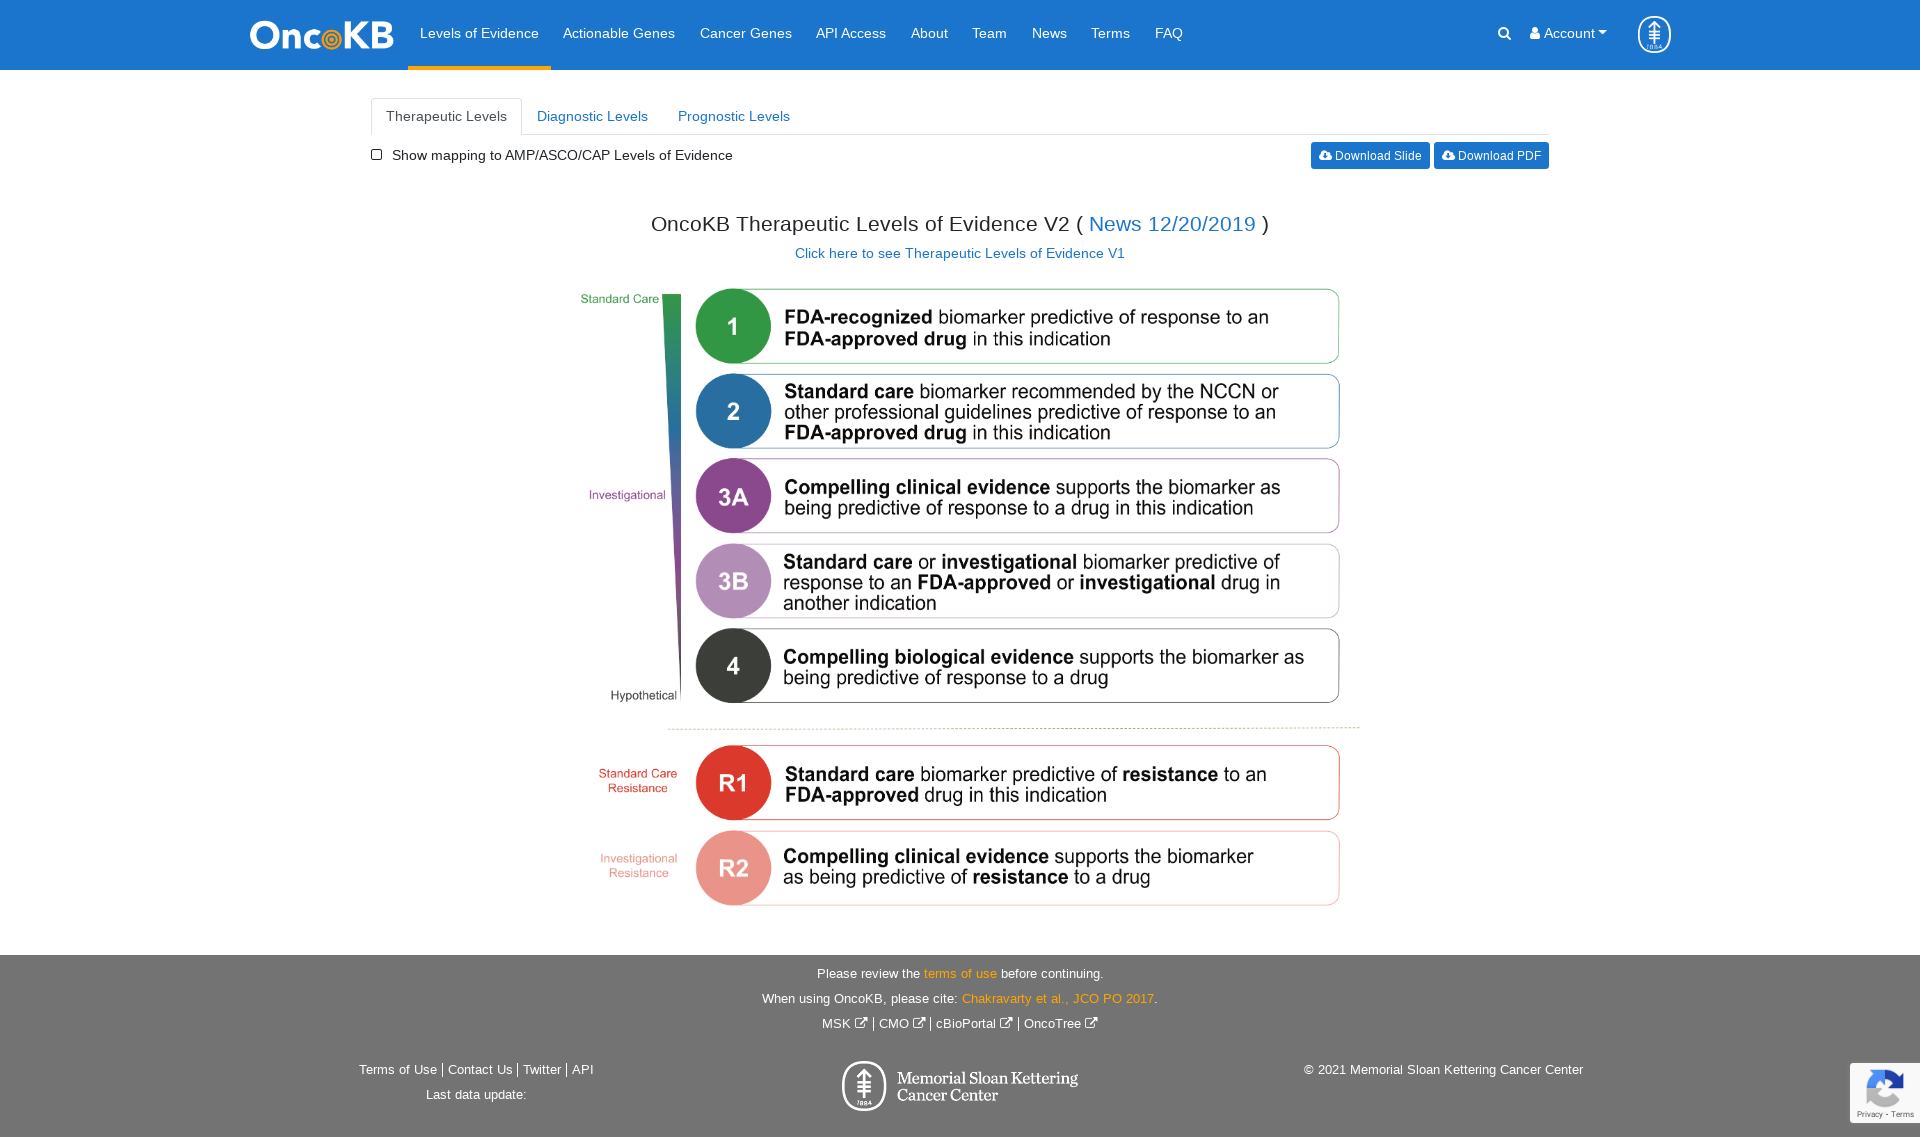 OncoKB
Levels of Evidence
Actionable Genes
Cancer Genes
API Access
About
Team
News
Terms
FAQ
Account
1884
Therapeutic Levels
Diagnostic Levels
Prognostic Levels
Show mapping to AMP/ASCO/CAP Levels of Evidence
Download Slide
Download PDF
OncoKB Therapeutic Levels of Evidence V2 ( News 12/20/2019 )
Click here to see Therapeutic Levels of Evidence V1
Standard Care
1
FDA-recognized biomarker predictive of response to an
FDA-approved drug in this indication
2
Standard care biomarker recommended by the NCCN or
other professional guidelines predictive of response to an
FDA-approved drug in this indication
Investigational
3A
Compelling clinical evidence supports the biomarker as
being predictive of response to a drug in this indication
3B
Standard care or investigational biomarker predictive of
response to an FDA-approved or investigational drug in
another indication
4
Compelling biological evidence supports the biomarker as
being predictive of response to a drug
Hypothetical
Standard Care
Resistance
R1
Standard care biomarker predictive of resistance to an
FDA-approved drug in this indication
Investigational
Resistance
R2
Compelling clinical evidence supports the biomarker
as being predictive of resistance to a drug
Please review the terms of use before continuing.
When using OncoKB, please cite: Chakravarty et al., JCO PO 2017.
MSK | CMO | cBioPortal | OncoTree
Terms of Use | Contact Us | Twitter | API
Last data update:
1884
Memorial Sloan Kettering
Cancer Center
© 2021 Memorial Sloan Kettering Cancer Center
Privacy - Terms